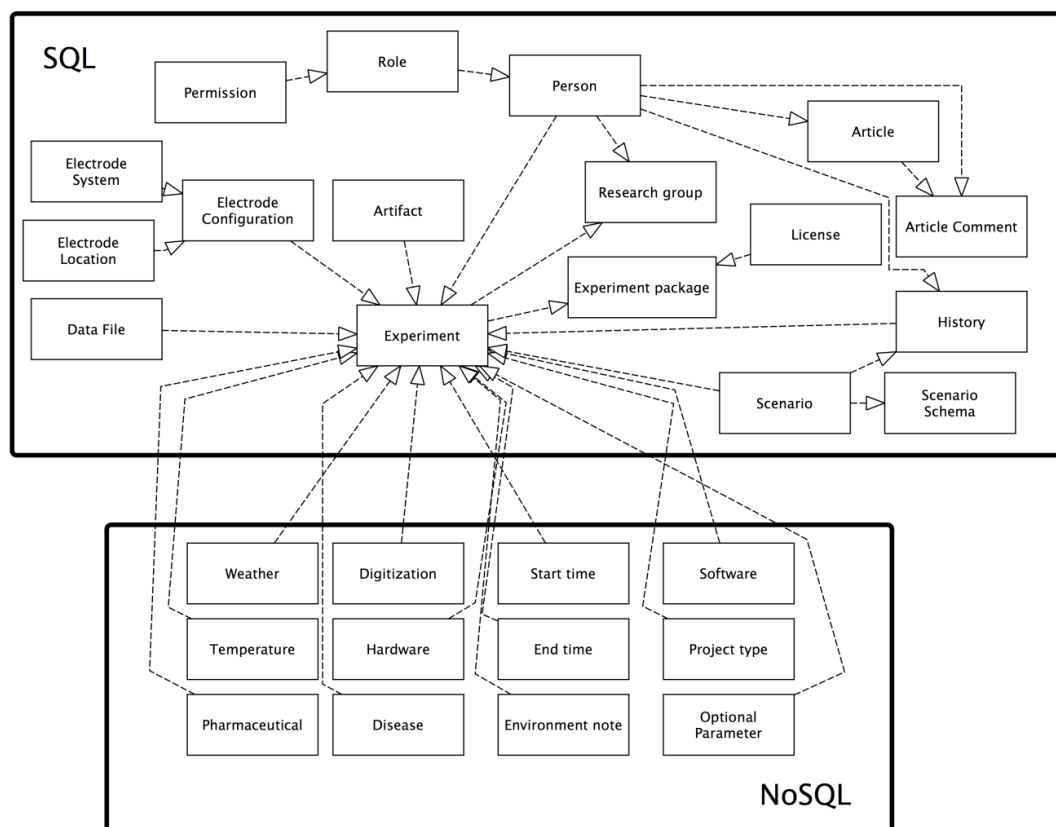 SQL
Permission
Role
Person
Article
Electrode
System
Electrode
Configuration
Artifact
Research group
Article Comment
License
Electrode
Location
Experiment package
Data File
Experiment
History
Scenario
Scenario
Schema
Weather
Digitization
Start time
Software
Temperature
Hardware
End time
Project type
Pharmaceutical
Disease
Environment note
Optional
Parameter
NoSQL